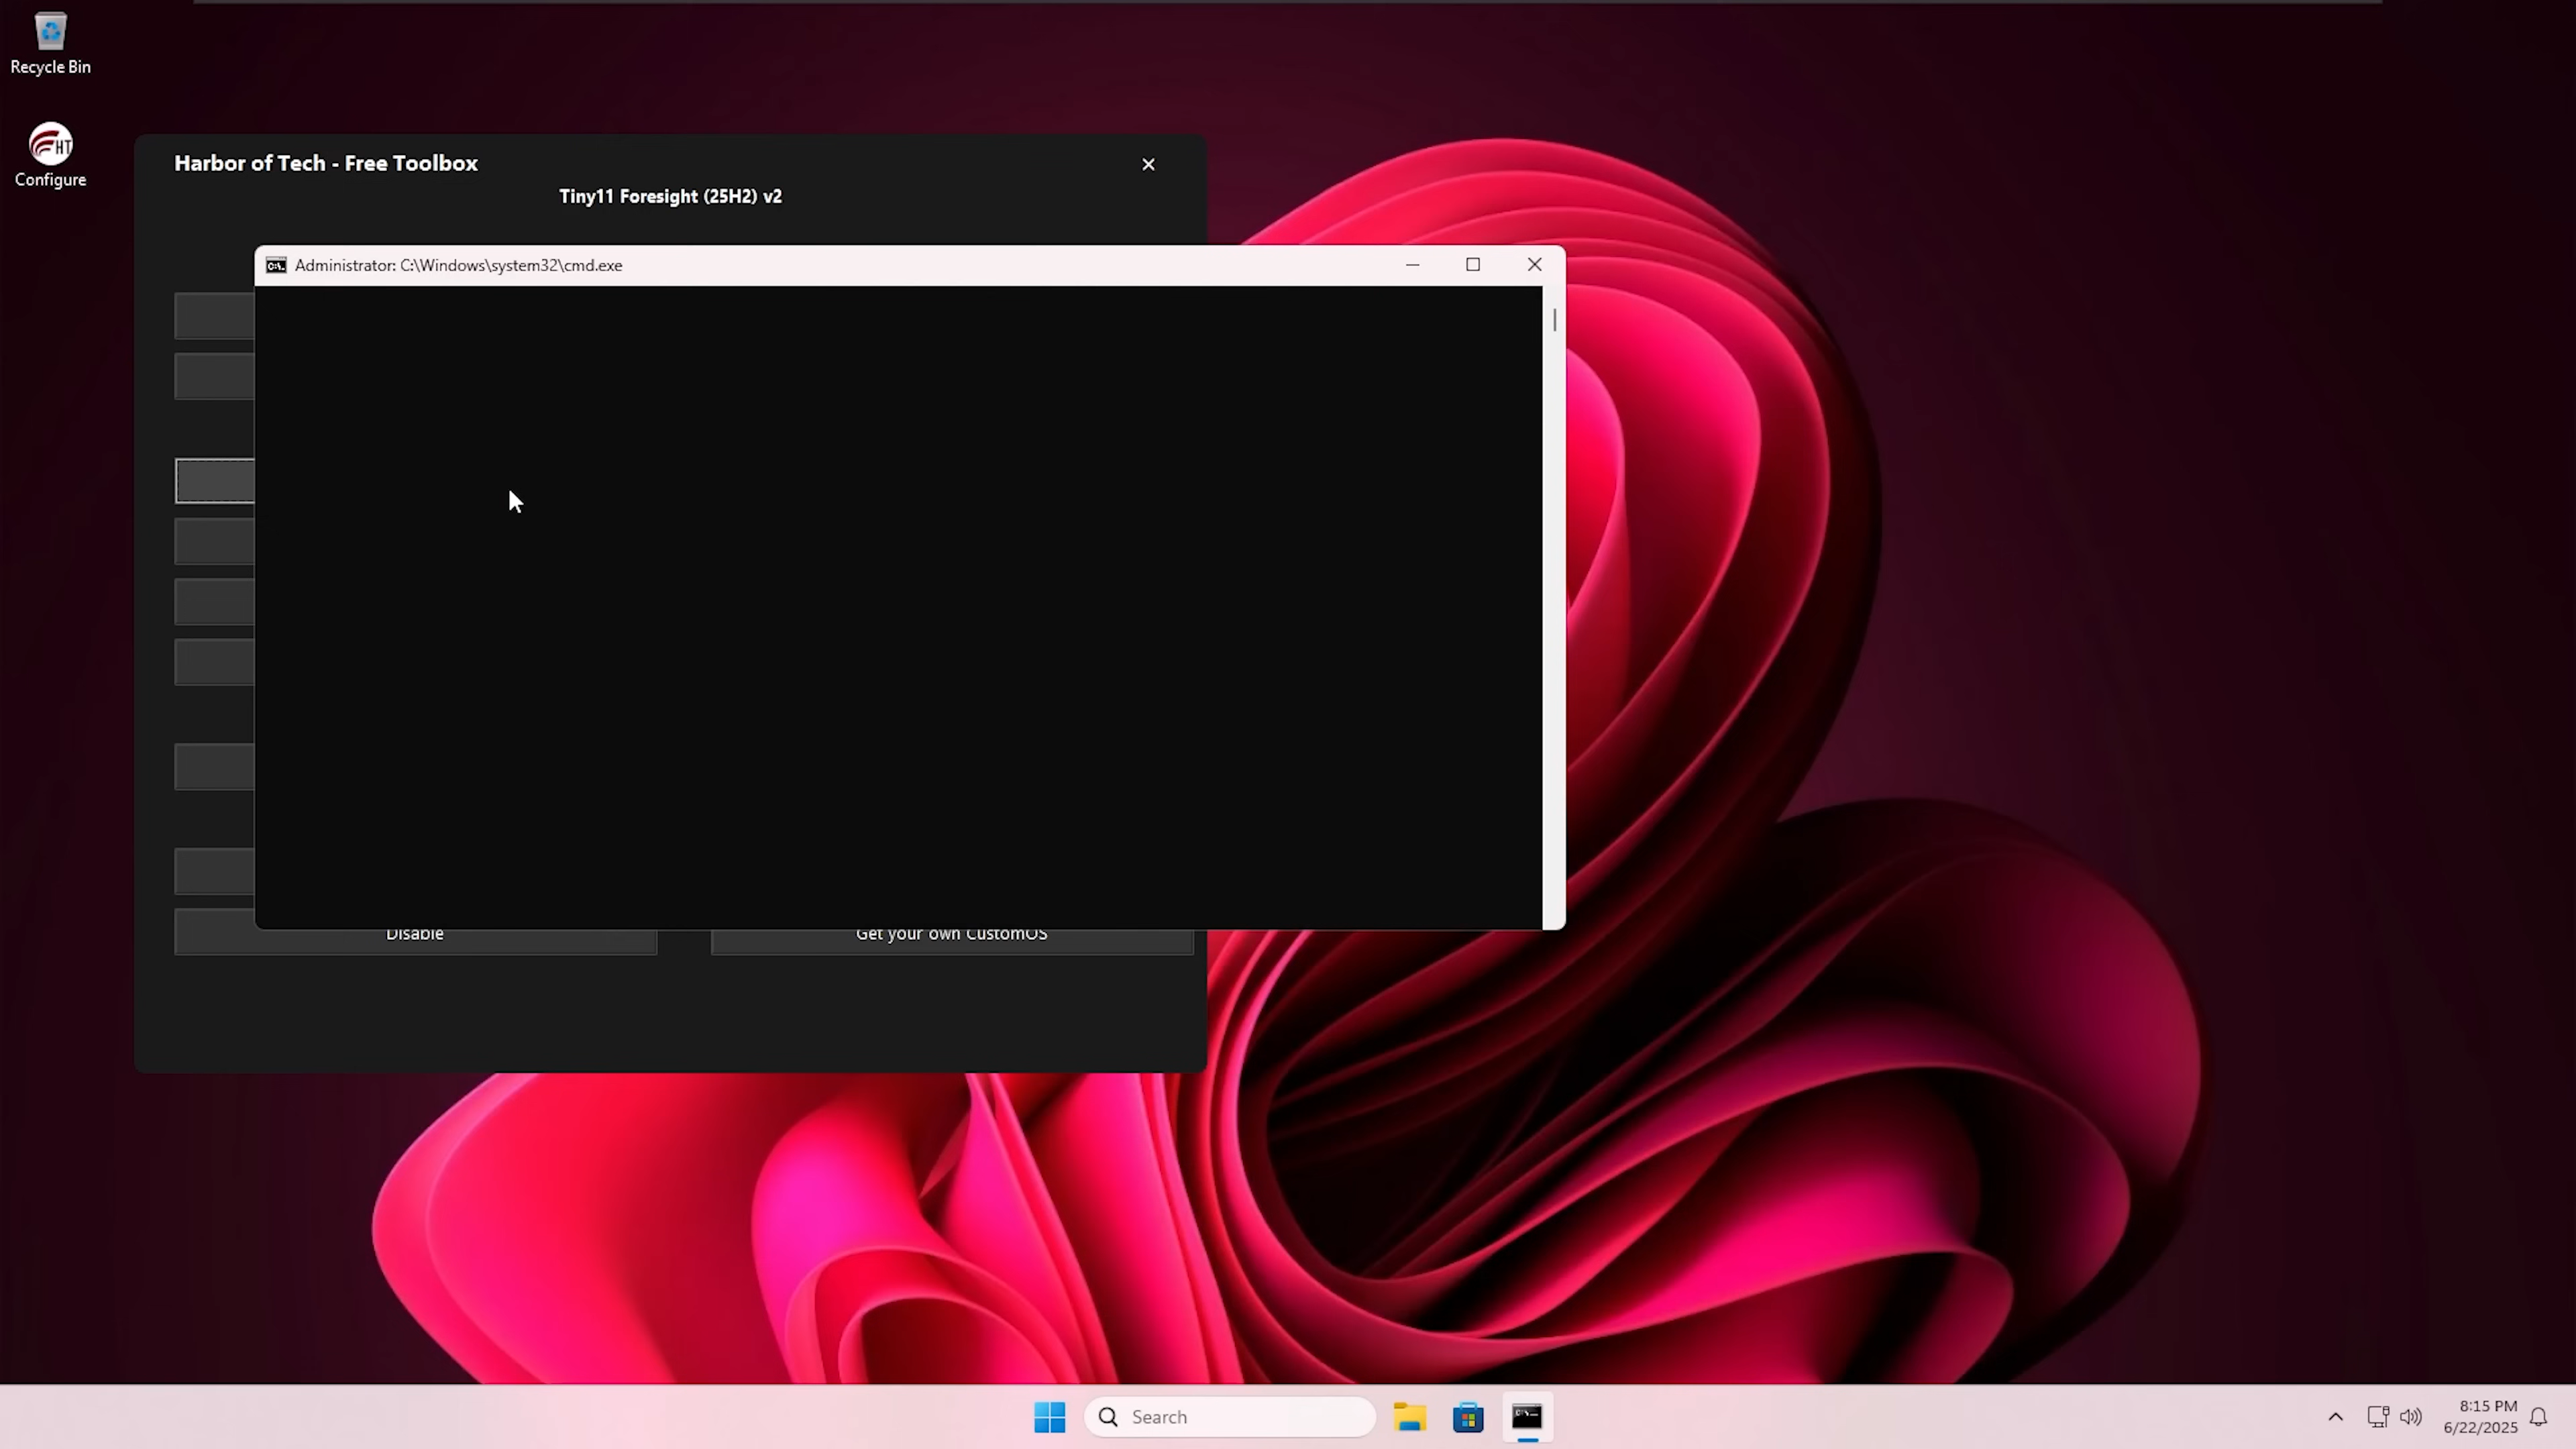 Recycle Bin
HT
Configure
Harbor of Tech - Free Toolbox
Tiny11 Foresight (25H2) v2
Administrator: C:\Windows\system32\cmd.exe
Disable
Get your own CustomOS
Search
8:15 PM
6/22/2025